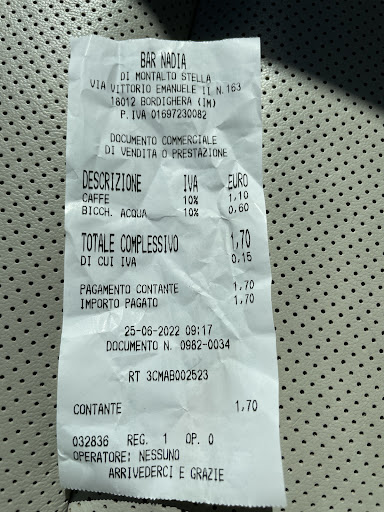 BAR NADIA
DI MONTALTO STELLA
VIA VITTORIO EMANUELE II N.163
18012 BORDIGHERA (IM)
P.IVA 01697230082
DOCUMENTO COMMERCIALE
DI VENDITA O PRESTAZIONE
DESCRIZIONE IVA EURO
CAFFE 10% 1,10
BICCH. ACQUA 10% 0,60
TOTALE COMPLESSIVO 1,70
DI CUI IVA 0,15
PAGAMENTO CONTANTE 1,70
IMPORTO PAGATO 1,70
25-06-2022 09:17
DOCUMENTO N. 0982-0034
RT 3CMAB002523
CONTANTE 1,70
032836 REG. 1 OP. 0
OPERATORE: NESSUNO
ARRIVEDERCI E GRAZIE